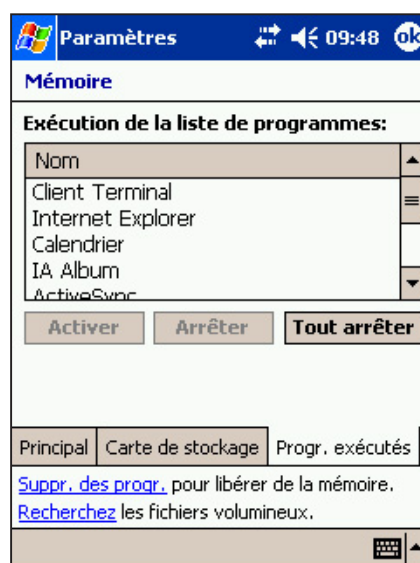 Paramètres 09:48 ok
Mémoire
Exécution de la liste de programmes:
Nom
Client Terminal
Internet Explorer
Calendrier
IA Album
ActiveSync
Activer Arrêter Tout arrêter
Principal Carte de stockage Progr. exécutés
Suppr. des progr. pour libérer de la mémoire.
Recherchez les fichiers volumineux.